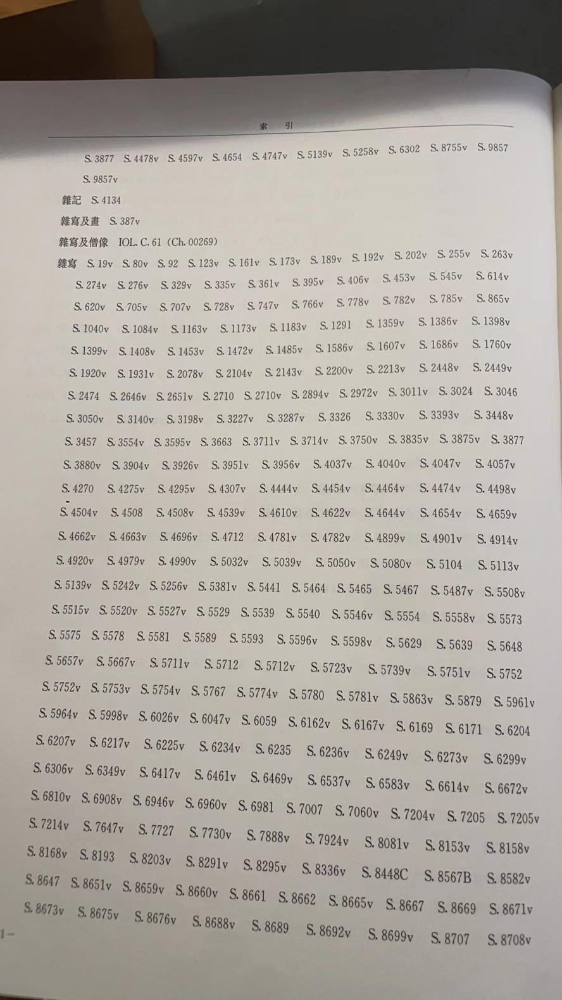 索 引
S. 3877 S. 4478v S. 4597v S. 4654 S. 4747v S. 5139v S. 5258v S. 6302 S. 8755v S. 9857
S. 9857v
雜記 S. 4134
雜寫及畫 S. 387v
雜寫及僧像 IOL. C. 61（Ch. 00269）
雜寫 S. 19v S. 80v S. 92 S. 123v S. 161v S. 173v S. 189v S. 192v S. 202v S. 255v S. 263v
S. 274v S. 276v S. 329v S. 335v S. 361v S. 395v S. 406v S. 453v S. 545v S. 614v
S. 620v S. 705v S. 707v S. 728v S. 747v S. 766v S. 778v S. 782v S. 785v S. 865v
S. 1040v S. 1084v S. 1163v S. 1173v S. 1183v S. 1291 S. 1359v S. 1386v S. 1398v
S. 1399v S. 1408v S. 1453v S. 1472v S. 1485v S. 1586v S. 1607v S. 1686v S. 1760v
S. 1920v S. 1931v S. 2078v S. 2104v S. 2143v S. 2200v S. 2213v S. 2448v S. 2449v
S. 2474 S. 2646v S. 2651v S. 2710 S. 2710v S. 2894v S. 2972v S. 3011v S. 3024 S. 3046
S. 3050v S. 3140v S. 3198v S. 3227v S. 3287v S. 3326 S. 3330v S. 3393v S. 3448v
S. 3457 S. 3554v S. 3595v S. 3663 S. 3711v S. 3714v S. 3750v S. 3835v S. 3875v S. 3877
S. 3880v S. 3904v S. 3926v S. 3951v S. 3956v S. 4037v S. 4040v S. 4047v S. 4057v
S. 4270 S. 4275v S. 4295v S. 4307v S. 4444v S. 4454v S. 4464v S. 4474v S. 4498v
S. 4504v S. 4508 S. 4508v S. 4539v S. 4610v S. 4622v S. 4644v S. 4654v S. 4659v
S. 4662v S. 4663v S. 4696v S. 4712 S. 4781v S. 4782v S. 4899v S. 4901v S. 4914v
S. 4920v S. 4979v S. 4990v S. 5032v S. 5039v S. 5050v S. 5080v S. 5104 S. 5113v
S. 5139v S. 5242v S. 5256v S. 5381v S. 5441 S. 5464 S. 5465 S. 5467 S. 5487v S. 5508v
S. 5515v S. 5520v S. 5527v S. 5529 S. 5539 S. 5540 S. 5546v S. 5554 S. 5558v S. 5573
S. 5575 S. 5578 S. 5581 S. 5589 S. 5593 S. 5596v S. 5598v S. 5629 S. 5639 S. 5648
S. 5657v S. 5667v S. 5711v S. 5712 S. 5712v S. 5723v S. 5739v S. 5751v S. 5752
S. 5752v S. 5753v S. 5754v S. 5767 S. 5774v S. 5780 S. 5781v S. 5863v S. 5879 S. 5961v
S. 5964v S. 5998v S. 6026v S. 6047v S. 6059 S. 6162v S. 6167v S. 6169 S. 6171 S. 6204
S. 6207v S. 6217v S. 6225v S. 6234v S. 6235 S. 6236v S. 6249v S. 6273v S. 6299v
S. 6306v S. 6349v S. 6417v S. 6461v S. 6469v S. 6537v S. 6583v S. 6614v S. 6672v
S. 6810v S. 6908v S. 6946v S. 6960v S. 6981 S. 7007 S. 7060v S. 7204v S. 7205 S. 7205v
S. 7214v S. 7647v S. 7727 S. 7730v S. 7888v S. 7924v S. 8081v S. 8153v S. 8158v
S. 8168v S. 8193 S. 8203v S. 8291v S. 8295v S. 8336v S. 8448C S. 8567B S. 8582v
S. 8647 S. 8651v S. 8659v S. 8660v S. 8661 S. 8662 S. 8665v S. 8667 S. 8669 S. 8671v
S. 8673v S. 8675v S. 8676v S. 8688v S. 8689 S. 8692v S. 8699v S. 8707 S. 8708v